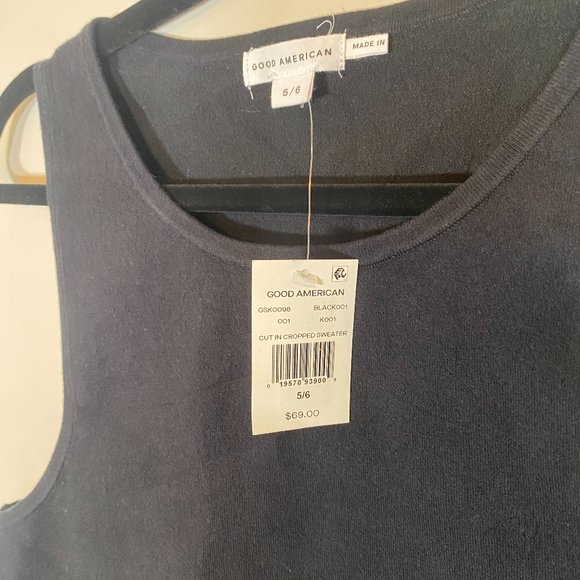 GOOD AMERICAN
MADE IN
5/6
GOOD AMERICAN
GSK0098 BLACK001
001 K001
CUT IN CROPPED SWEATER
0 19570 93900 9
5/6
$69.00